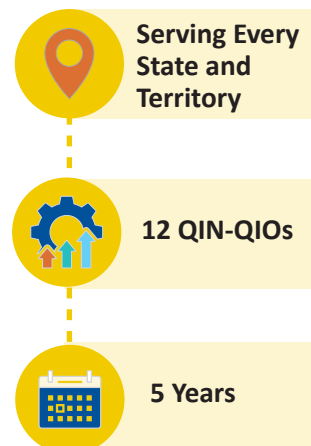 Serving Every
State and
Territory
12 QIN-QIOs
5 Years